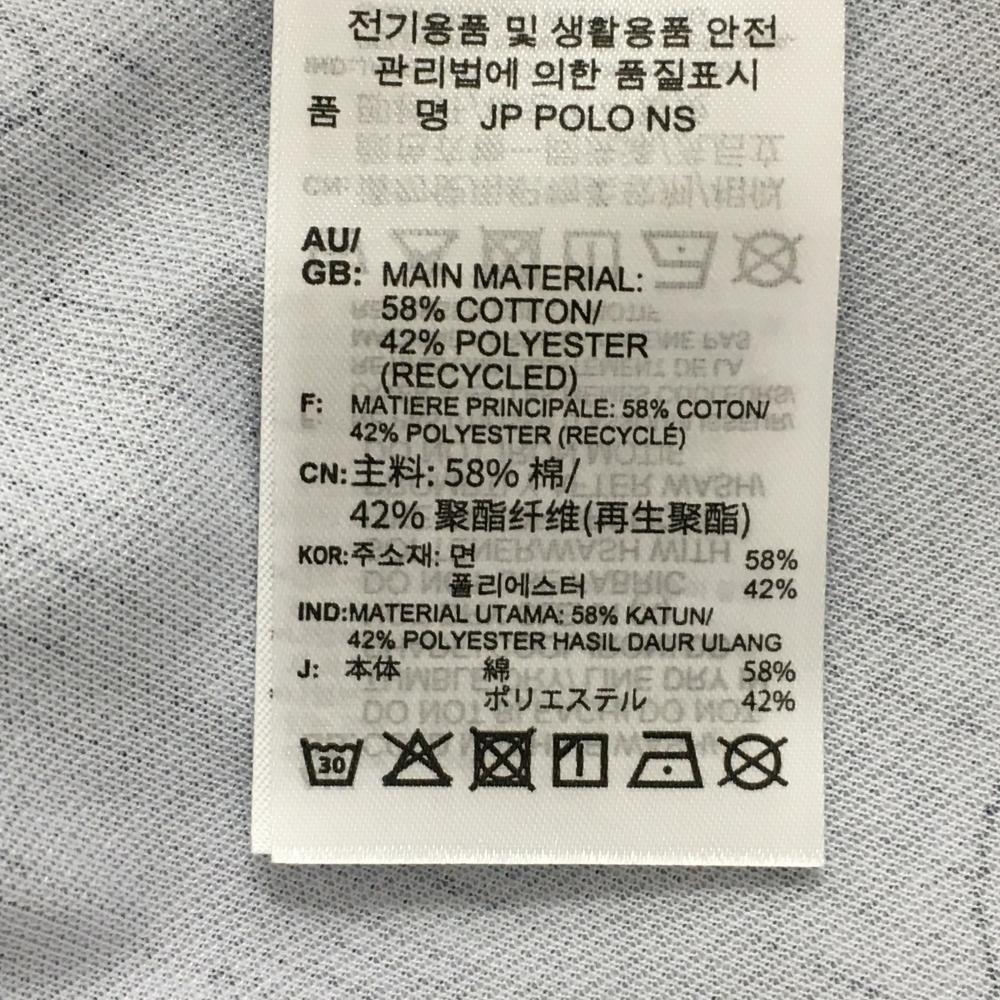 전기용품 및 생활용품 안전
관리법에 의한 품질표시
품 명 JP POLO NS
AU/
GB: MAIN MATERIAL:
58% COTTON/
42% POLYESTER
(RECYCLED)
F: MATIERE PRINCIPALE: 58% COTON/
42% POLYESTER (RECYCLÉ)
CN: 主料: 58% 棉/
42% 聚酯纤维(再生聚酯)
KOR: 주소재: 면 58%
폴리에스터 42%
IND: MATERIAL UTAMA: 58% KATUN/
42% POLYESTER HASIL DAUR ULANG
J: 本体 綿 58%
ポリエステル 42%
30